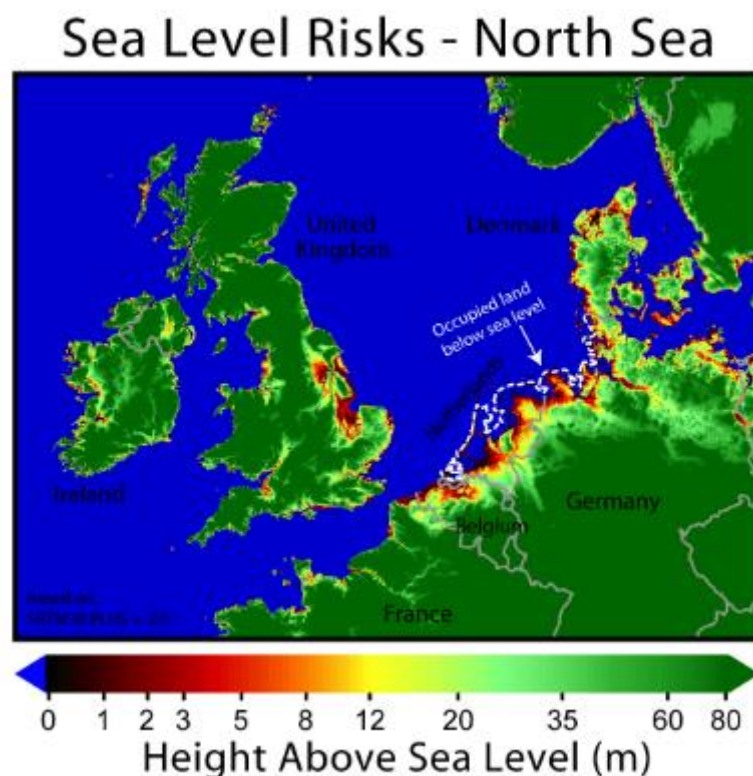 Sea Level Risks - North Sea
United
Kingdom
Denmark
Occupied land
below sea level
Netherlands
Ireland
Germany
Belgium
France
0 1 2 3 5 8 12 20 35 60 80
Height Above Sea Level (m)